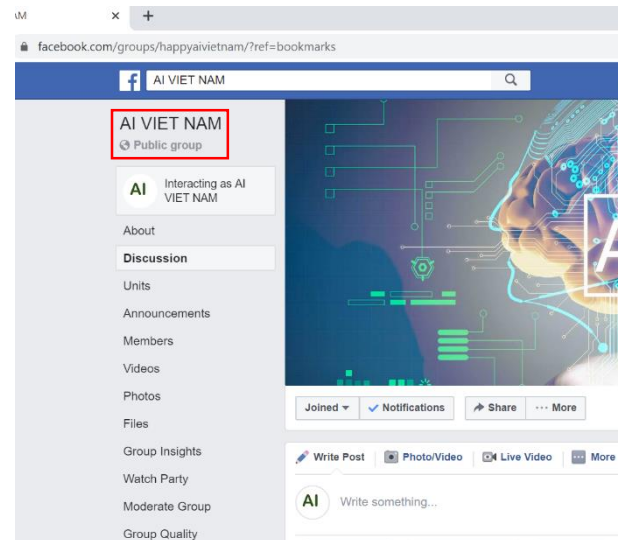 × +
facebook.com/groups/happyaivietnam/?ref=bookmarks
f AI VIET NAM
AI VIET NAM
Public group
AI Interacting as AI
VIET NAM
About
Discussion
Units
Announcements
Members
Videos
Photos
Files
Group Insights
Watch Party
Moderate Group
Group Quality
Joined Notifications Share ··· More
Write Post Photo/Video Live Video More
AI Write something...